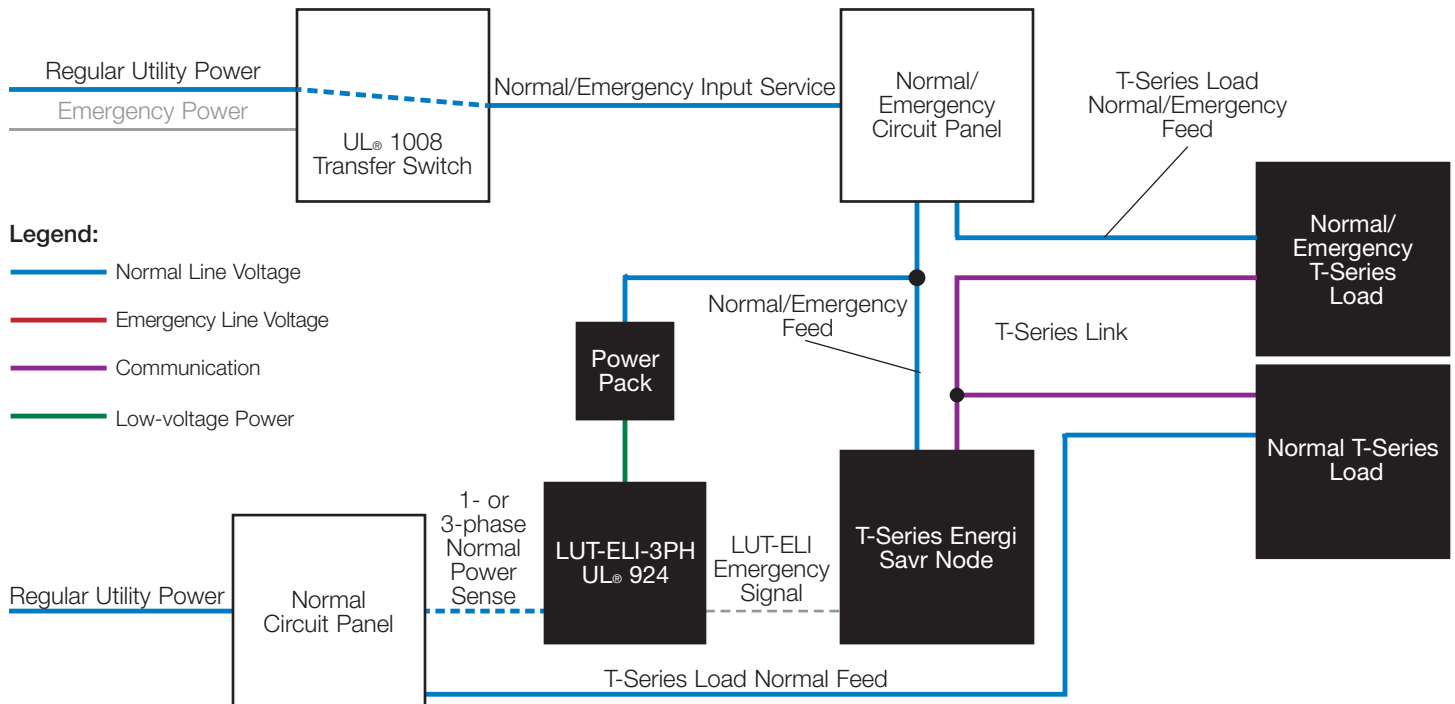 Regular Utility Power
Emergency Power
UL® 1008
Transfer Switch
Normal/Emergency Input Service
Normal/
Emergency
Circuit Panel
T-Series Load
Normal/Emergency
Feed
Legend:
Normal Line Voltage
Emergency Line Voltage
Communication
Low-voltage Power
Normal/
Emergency
T-Series
Load
Normal/Emergency
Feed
T-Series Link
Power
Pack
Normal T-Series
Load
1- or
3-phase
Normal
Power
Sense
LUT-ELI-3PH
UL® 924
LUT-ELI
Emergency
Signal
T-Series Energi
Savr Node
Regular Utility Power
Normal
Circuit Panel
T-Series Load Normal Feed